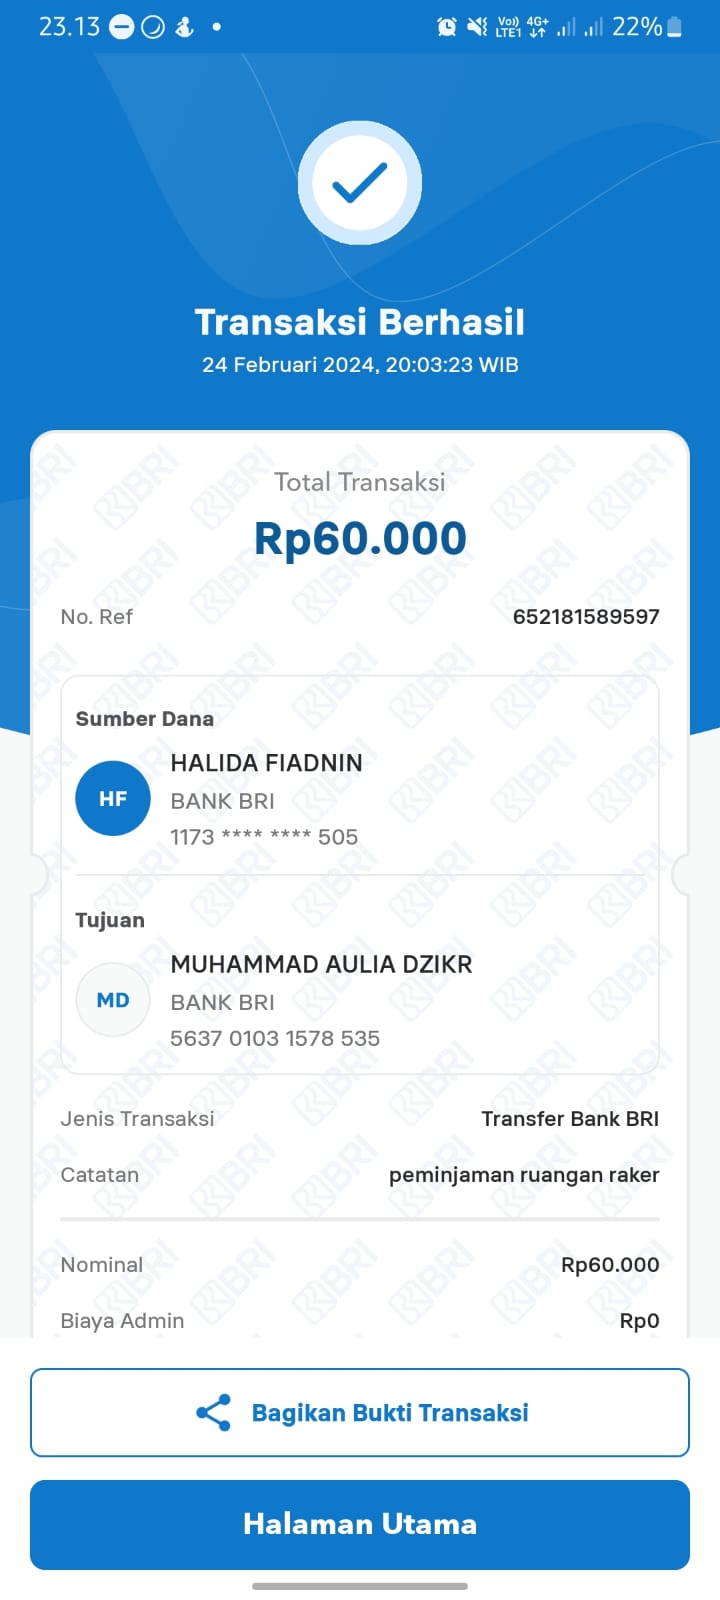 23.13 Vo)) LTE1 4G+ 22%
Transaksi Berhasil
24 Februari 2024, 20:03:23 WIB
Total Transaksi
Rp60.000
No. Ref 652181589597
Sumber Dana
HF
HALIDA FIADNIN
BANK BRI
1173 **** **** 505
Tujuan
MD
MUHAMMAD AULIA DZIKR
BANK BRI
5637 0103 1578 535
Jenis Transaksi Transfer Bank BRI
Catatan peminjaman ruangan raker
Nominal Rp60.000
Biaya Admin Rp0
Bagikan Bukti Transaksi
Halaman Utama